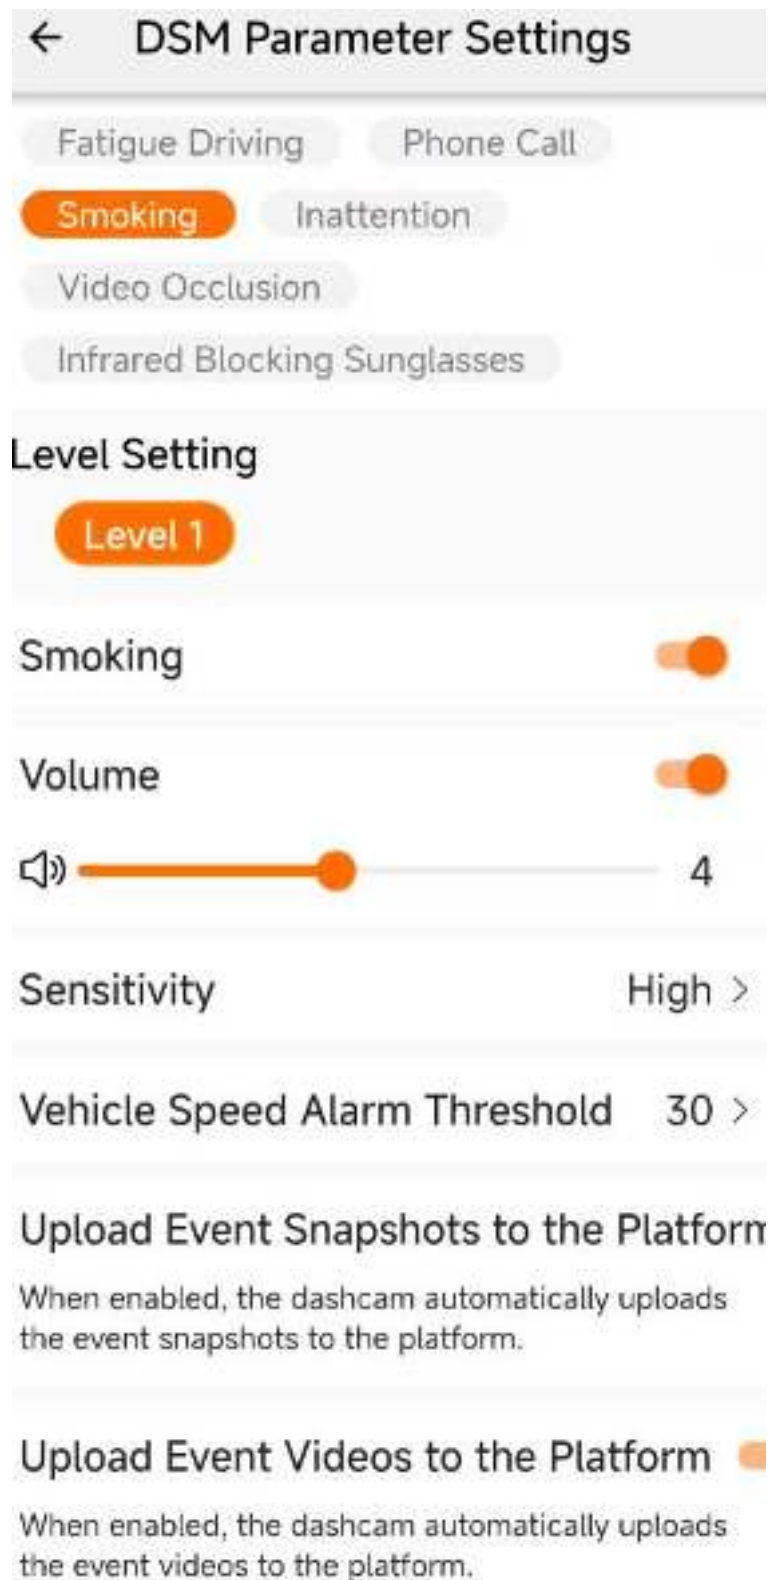 DSM Parameter Settings
Fatigue Driving Phone Call
Smoking Inattention
Video Occlusion
Infrared Blocking Sunglasses
Level Setting
Level 1
Smoking
Volume
4
Sensitivity High >
Vehicle Speed Alarm Threshold 30 >
Upload Event Snapshots to the Platform
When enabled, the dashcam automatically uploads
the event snapshots to the platform.
Upload Event Videos to the Platform
When enabled, the dashcam automatically uploads
the event videos to the platform.